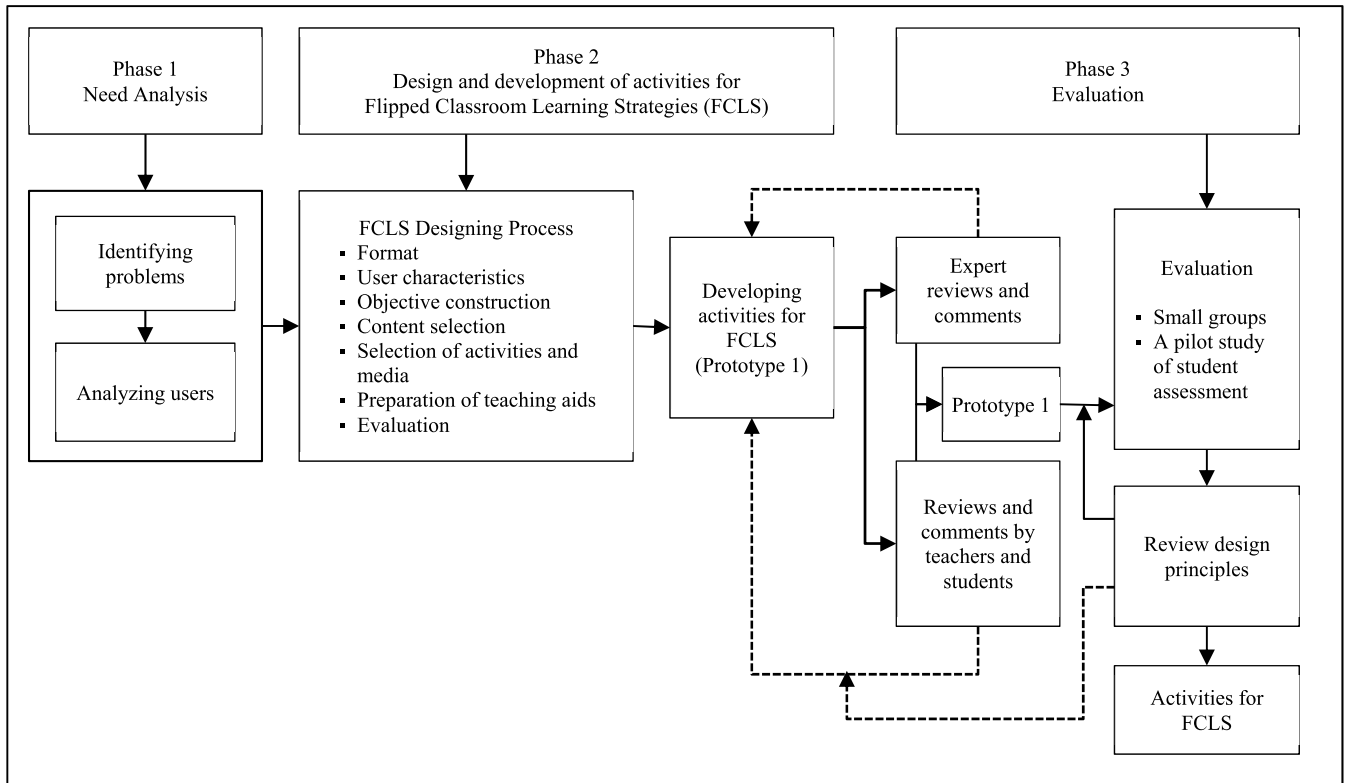 Phase 1
Need Analysis
Phase 2
Design and development of activities for
Flipped Classroom Learning Strategies (FCLS)
Phase 3
Evaluation
Identifying
problems
Analyzing users
FCLS Designing Process
▪ Format
▪ User characteristics
▪ Objective construction
▪ Content selection
▪ Selection of activities and
media
▪ Preparation of teaching aids
▪ Evaluation
Developing
activities for
FCLS
(Prototype 1)
Expert
reviews and
comments
Prototype 1
Reviews and
comments by
teachers and
students
Evaluation
▪ Small groups
▪ A pilot study
of student
assessment
Review design
principles
Activities for
FCLS